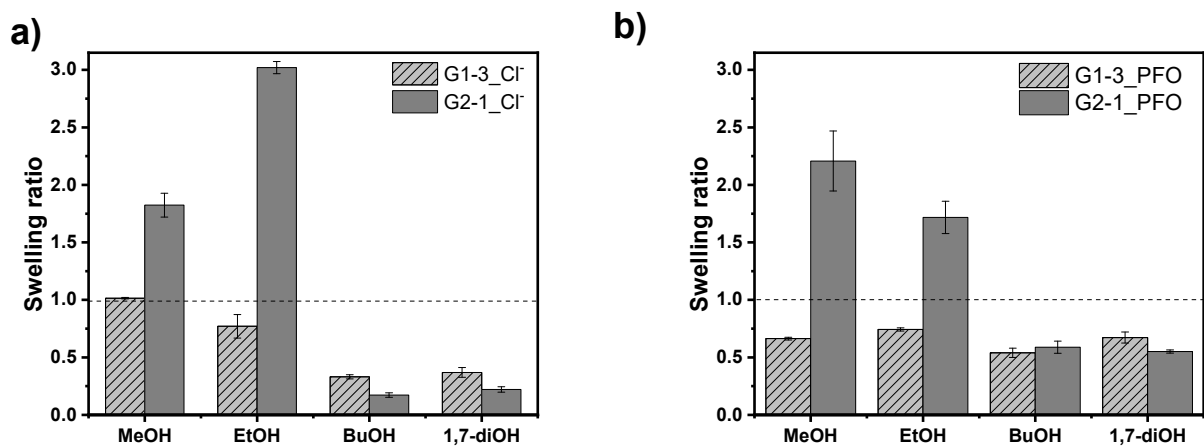 a)
Swelling ratio
3.0
2.5
2.0
1.5
1.0
0.5
0.0
G1-3_Cl⁻
G2-1_Cl⁻
MeOH EtOH BuOH 1,7-diOH
b)
Swelling ratio
3.0
2.5
2.0
1.5
1.0
0.5
0.0
G1-3_PFO
G2-1_PFO
MeOH EtOH BuOH 1,7-diOH